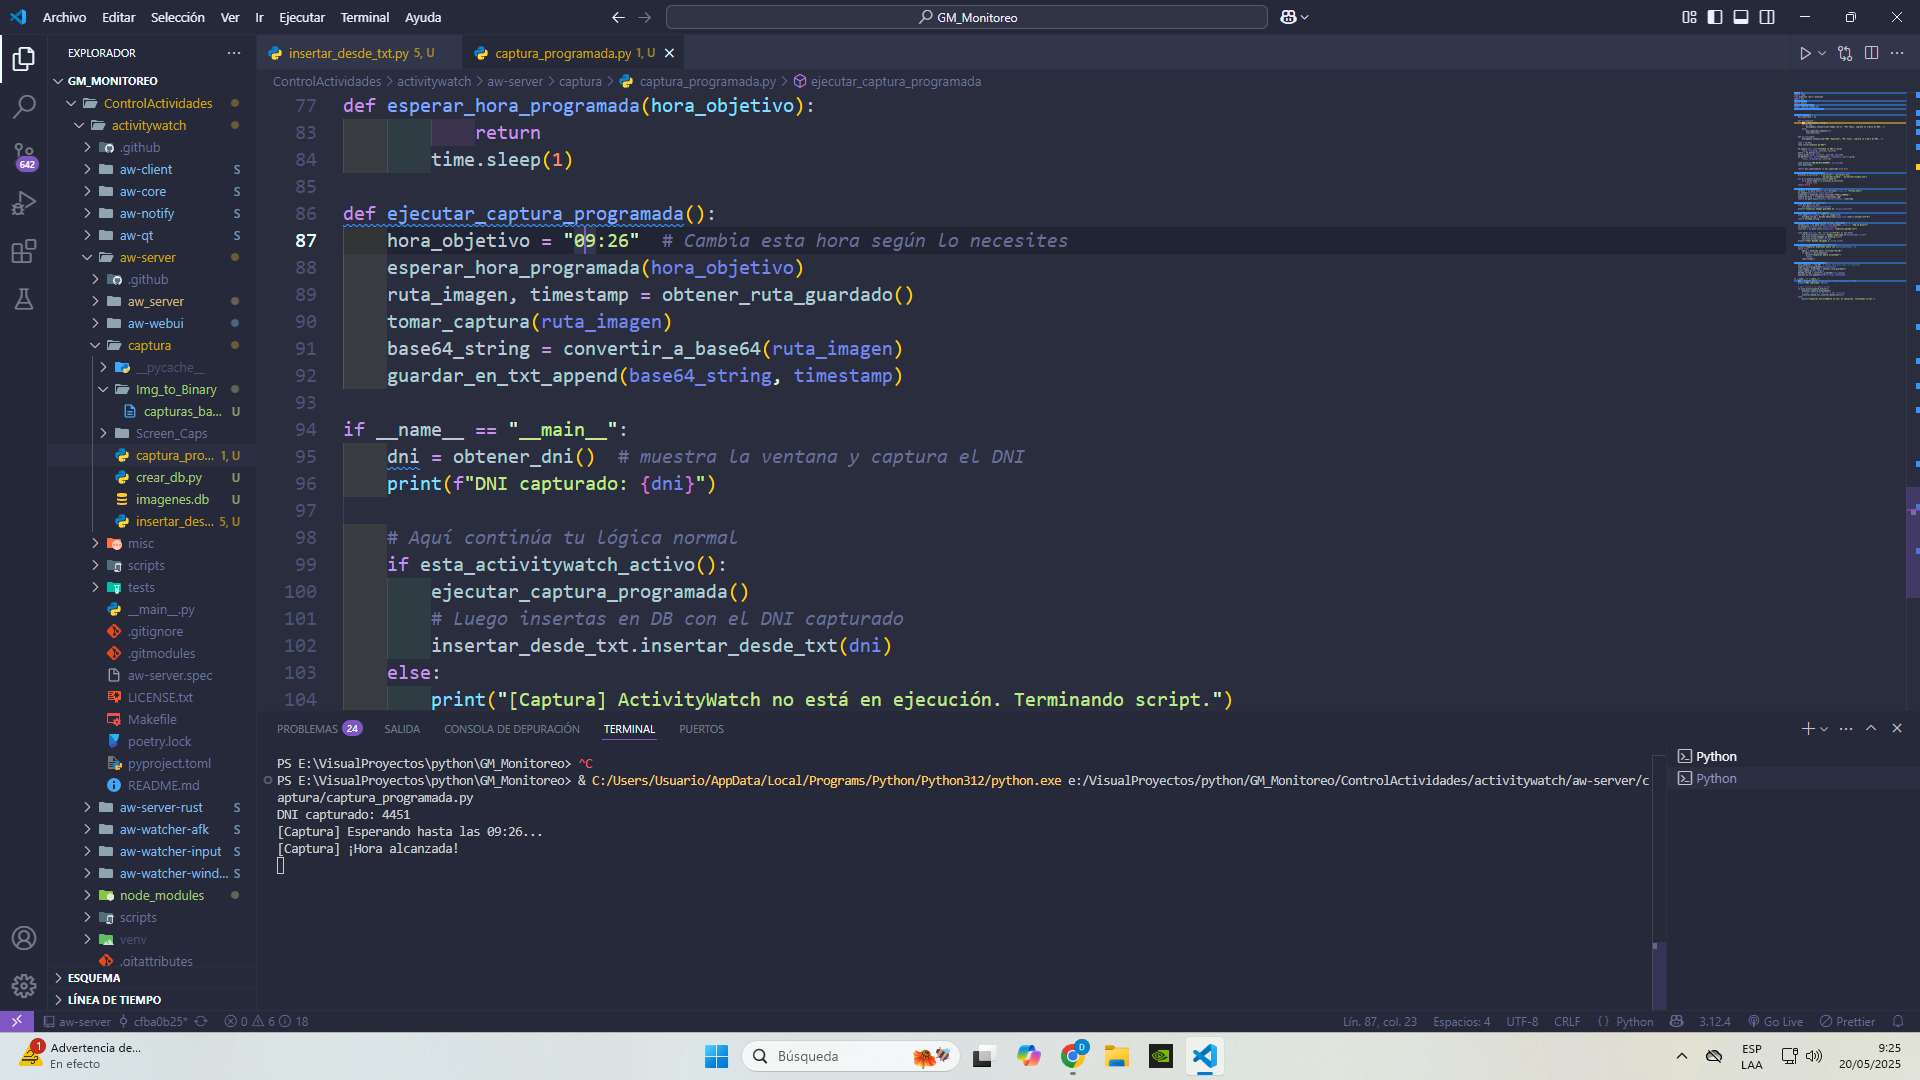 Archivo Editar Selección Ver Ir Ejecutar Terminal Ayuda
GM_Monitoreo
EXPLORADOR
insertar_desde_txt.py 5, U
captura_programada.py 1, U
ControlActividades > activitywatch > aw-server > captura > captura_programada.py > ejecutar_captura_programada
GM_MONITOREO
ControlActividades
activitywatch
.github
aw-client S
aw-core S
aw-notify S
aw-qt S
aw-server
.github
aw_server
aw-webui
captura
__pycache__
Img_to_Binary
capturas_ba... U
Screen_Caps
captura_pro... 1, U
crear_db.py U
imagenes.db U
insertar_des... 5, U
misc
scripts
tests
__main__.py
.gitignore
.gitmodules
aw-server.spec
LICENSE.txt
Makefile
poetry.lock
pyproject.toml
README.md
aw-server-rust S
aw-watcher-afk S
aw-watcher-input S
aw-watcher-wind... S
node_modules
scripts
venv
.gitattributes
ESQUEMA
LÍNEA DE TIEMPO
642
77 def esperar_hora_programada(hora_objetivo):
83 return
84 time.sleep(1)
85
86 def ejecutar_captura_programada():
87 hora_objetivo = "09:26" # Cambia esta hora según lo necesites
88 esperar_hora_programada(hora_objetivo)
89 ruta_imagen, timestamp = obtener_ruta_guardado()
90 tomar_captura(ruta_imagen)
91 base64_string = convertir_a_base64(ruta_imagen)
92 guardar_en_txt_append(base64_string, timestamp)
93
94 if __name__ == "__main__":
95 dni = obtener_dni() # muestra la ventana y captura el DNI
96 print(f"DNI capturado: {dni}")
97
98 # Aquí continúa tu lógica normal
99 if esta_activitywatch_activo():
100 ejecutar_captura_programada()
101 # Luego insertas en DB con el DNI capturado
102 insertar_desde_txt.insertar_desde_txt(dni)
103 else:
104 print("[Captura] ActivityWatch no está en ejecución. Terminando script.")
PROBLEMAS 24 SALIDA CONSOLA DE DEPURACIÓN TERMINAL PUERTOS
PS E:\VisualProyectos\python\GM_Monitoreo> ^C
PS E:\VisualProyectos\python\GM_Monitoreo> & C:/Users/Usuario/AppData/Local/Programs/Python/Python312/python.exe e:/VisualProyectos/python/GM_Monitoreo/ControlActividades/activitywatch/aw-server/c
aptura/captura_programada.py
DNI capturado: 4451
[Captura] Esperando hasta las 09:26...
[Captura] ¡Hora alcanzada!
Python
Python
aw-server cfba0b25* 0 6 18
Lín. 87, col. 23 Espacios: 4 UTF-8 CRLF {} Python 3.12.4 Go Live Prettier
1
Advertencia de...
En efecto
Búsqueda
D
ESP
LAA
9:25
20/05/2025